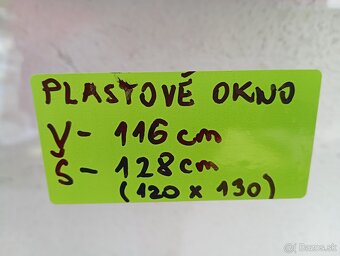 PLASTOVÉ OKNO
V - 116 cm
Š - 128 cm
(120 x 130)
Bazos.sk